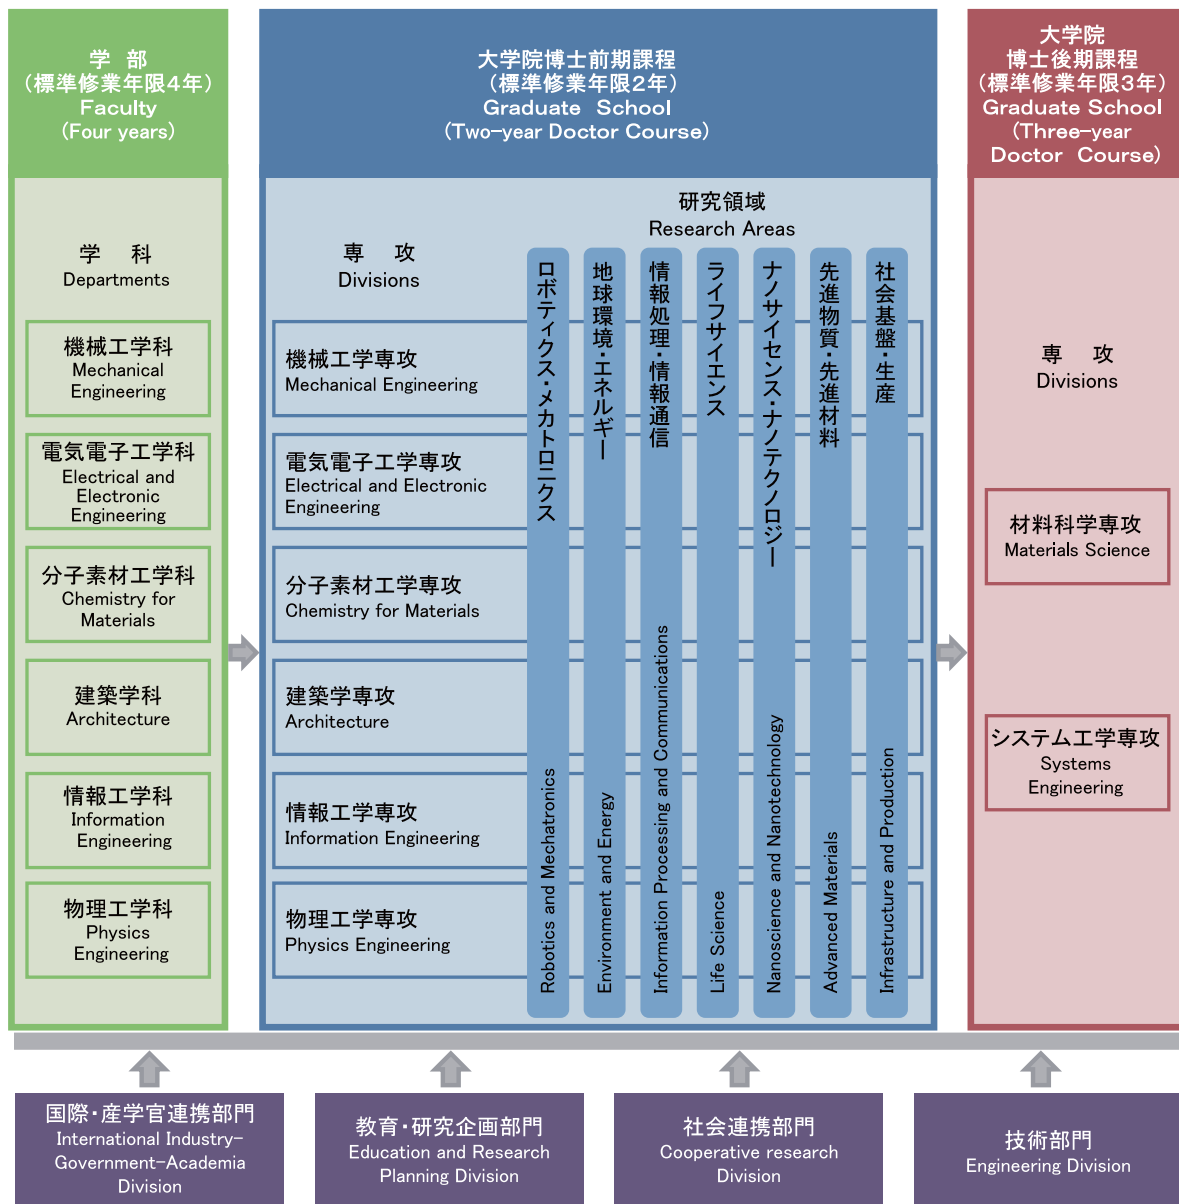 学 部
(標準修業年限4年)
Faculty
(Four years)
学 科
Departments
機械工学科
Mechanical
Engineering
電気電子工学科
Electrical and
Electronic
Engineering
分子素材工学科
Chemistry for
Materials
建築学科
Architecture
情報工学科
Information
Engineering
物理工学科
Physics
Engineering
大学院博士前期課程
(標準修業年限2年)
Graduate School
(Two-year Doctor Course)
専 攻
Divisions
機械工学専攻
Mechanical Engineering
電気電子工学専攻
Electrical and Electronic
Engineering
分子素材工学専攻
Chemistry for Materials
建築学専攻
Architecture
情報工学専攻
Information Engineering
物理工学専攻
Physics Engineering
研究領域
Research Areas
ロボティクス・メカトロニクス
Robotics and Mechatronics
地球環境・エネルギー
Environment and Energy
情報処理・情報通信
Information Processing and Communications
ライフサイエンス
Life Science
ナノサイセンス・ナノテクノロジー
Nanoscience and Nanotechnology
先進物質・先進材料
Advanced Materials
社会基盤・生産
Infrastructure and Production
大学院
博士後期課程
(標準修業年限3年)
Graduate School
(Three-year
Doctor Course)
専 攻
Divisions
材料科学専攻
Materials Science
システム工学専攻
Systems
Engineering
国際・産学官連携部門
International Industry-
Government-Academia
Division
教育・研究企画部門
Education and Research
Planning Division
社会連携部門
Cooperative research
Division
技術部門
Engineering Division